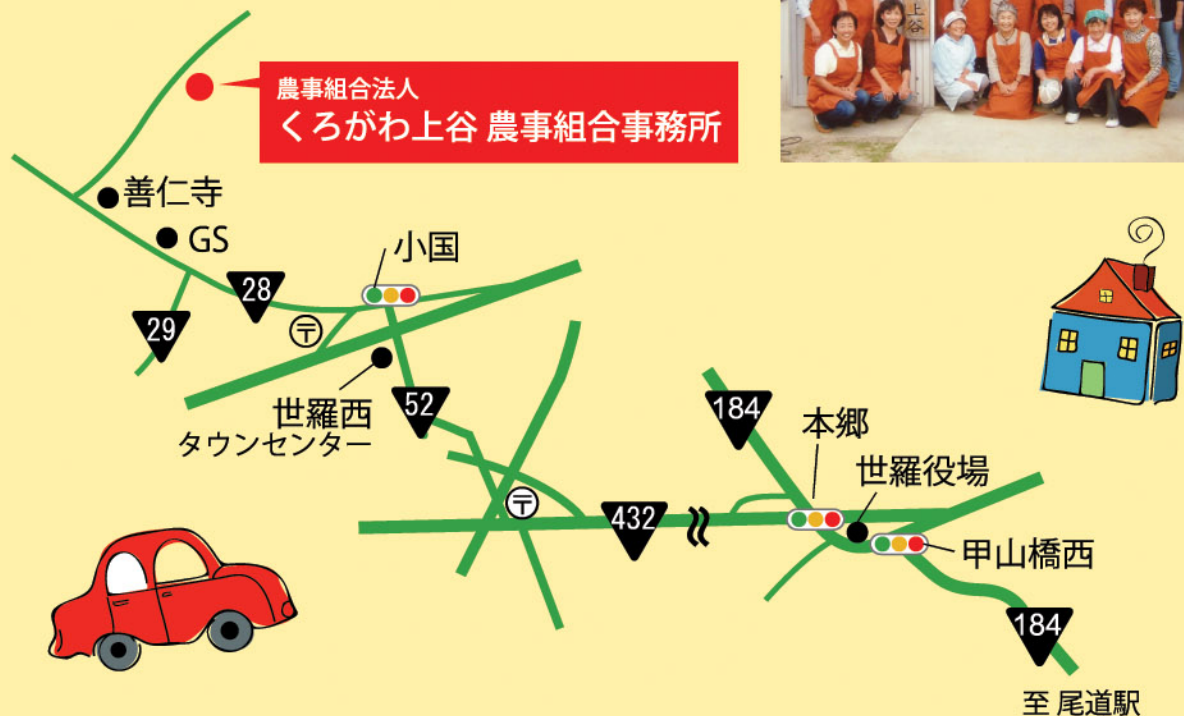 上谷
農事組合法人
くろがわ上谷 農事組合事務所
善仁寺
GS
小国
28
29
〒
世羅西
タウンセンター
52
184
本郷
世羅役場
〒
432
甲山橋西
184
至 尾道駅